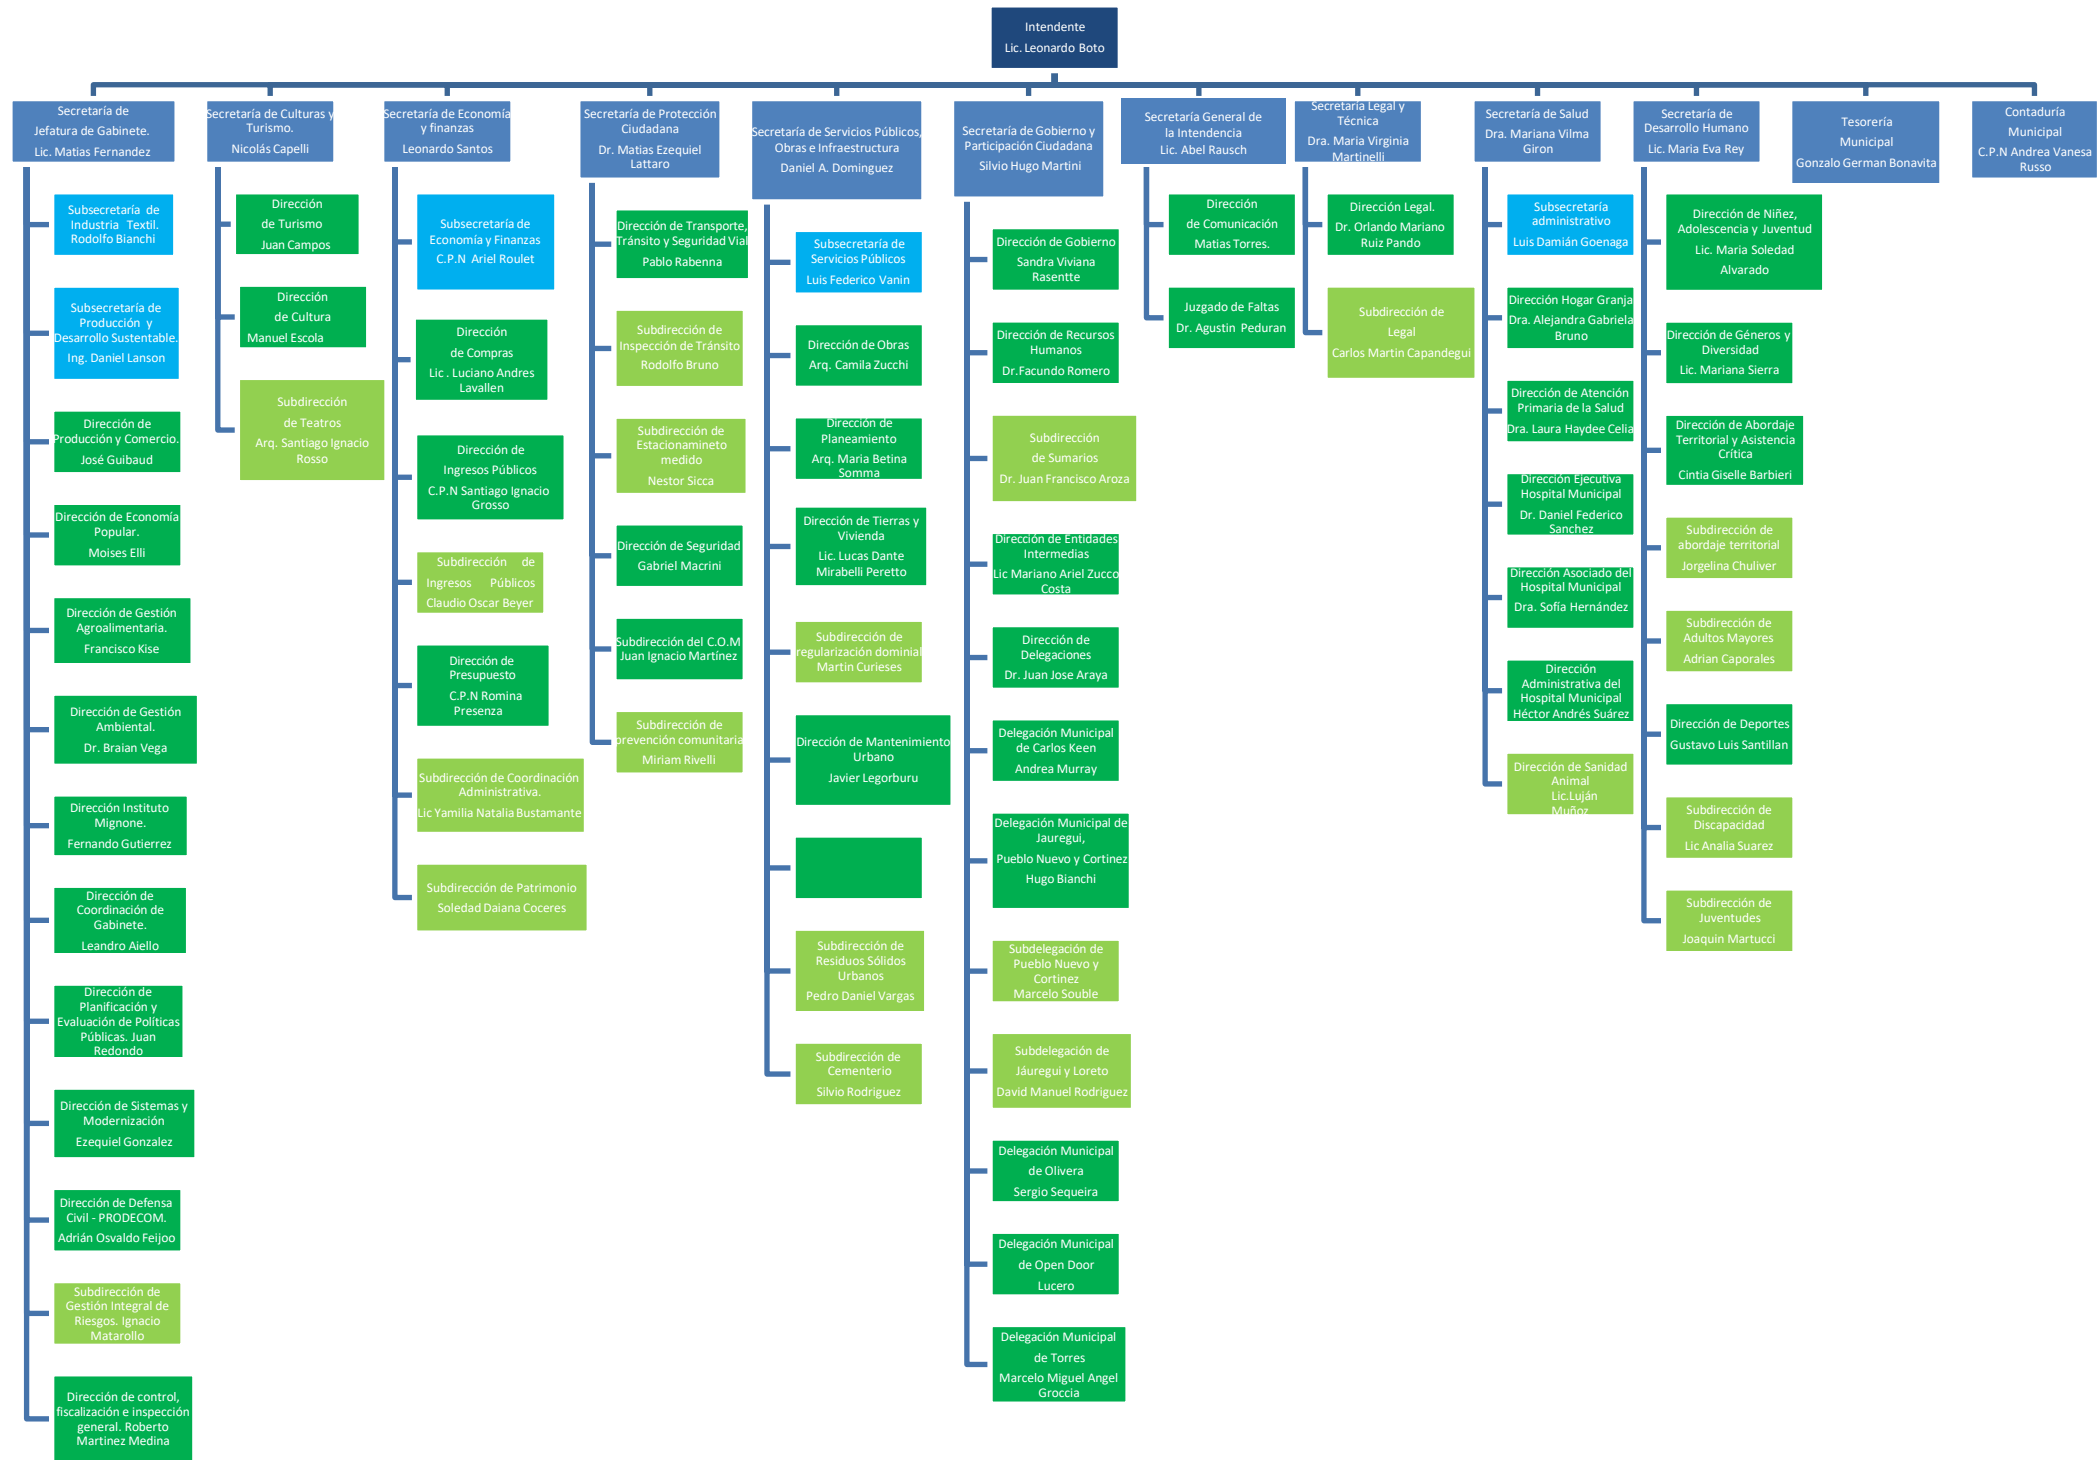 Intendente
Lic. Leonardo Boto
Secretaría de
Jefatura de Gabinete.
Lic. Matias Fernandez
Subsecretaría de
Industria Textil.
Rodolfo Bianchi
Subsecretaría de
Producción y
Desarrollo Sustentable.
Ing. Daniel Lanson
Dirección de
Producción y Comercio.
José Guibaud
Dirección de Economía
Popular.
Moises Elli
Dirección de Gestión
Agroalimentaria.
Francisco Kise
Dirección de Gestión
Ambiental.
Dr. Braian Vega
Dirección Instituto
Mignone.
Fernando Gutierrez
Dirección de
Coordinación de
Gabinete.
Leandro Aiello
Dirección de
Planificación y
Evaluación de Políticas
Públicas. Juan
Redondo
Dirección de Sistemas y
Modernización
Ezequiel Gonzalez
Dirección de Defensa
Civil - PRODECOM.
Adrián Osvaldo Feijoo
Subdirección de
Gestión Integral de
Riesgos. Ignacio
Matarollo
Dirección de control,
fiscalización e inspección
general. Roberto
Martinez Medina
Secretaría de Culturas y
Turismo.
Nicolás Capelli
Dirección
de Turismo
Juan Campos
Dirección
de Cultura
Manuel Escola
Subdirección
de Teatros
Arq. Santiago Ignacio
Rosso
Secretaría de Economía
y finanzas
Leonardo Santos
Subsecretaría de
Economía y Finanzas
C.P.N Ariel Roulet
Dirección
de Compras
Lic . Luciano Andres
Lavallen
Dirección de
Ingresos Públicos
C.P.N Santiago Ignacio
Grosso
Subdirección de
Ingresos Públicos
Claudio Oscar Beyer
Dirección de
Presupuesto
C.P.N Romina
Presenza
Subdirección de Coordinación
Administrativa.
Lic Yamilia Natalia Bustamante
Subdirección de Patrimonio
Soledad Daiana Coceres
Secretaría de Protección
Ciudadana
Dr. Matias Ezequiel
Lattaro
Dirección de Transporte,
Tránsito y Seguridad Vial
Pablo Rabenna
Subdirección de
Inspección de Tránsito
Rodolfo Bruno
Subdirección de
Estacionamineto
medido
Nestor Sicca
Dirección de Seguridad
Gabriel Macrini
Subdirección del C.O.M
Juan Ignacio Martínez
Subdirección de
prevención comunitaria
Miriam Rivelli
Secretaría de Servicios Públicos,
Obras e Infraestructura
Daniel A. Dominguez
Subsecretaría de
Servicios Públicos
Luis Federico Vanin
Dirección de Obras
Arq. Camila Zucchi
Dirección de
Planeamiento
Arq. Maria Betina
Somma
Dirección de Tierras y
Vivienda
Lic. Lucas Dante
Mirabelli Peretto
Subdirección de
regularización dominial
Martin Curieses
Dirección de Mantenimiento
Urbano
Javier Legorburu
Subdirección de
Residuos Sólidos
Urbanos
Pedro Daniel Vargas
Subdirección de
Cementerio
Silvio Rodriguez
Secretaría de Gobierno y
Participación Ciudadana
Silvio Hugo Martini
Dirección de Gobierno
Sandra Viviana
Rasentte
Dirección de Recursos
Humanos
Dr.Facundo Romero
Subdirección
de Sumarios
Dr. Juan Francisco Aroza
Dirección de Entidades
Intermedias
Lic Mariano Ariel Zucco
Costa
Dirección de
Delegaciones
Dr. Juan Jose Araya
Delegación Municipal
de Carlos Keen
Andrea Murray
Delegación Municipal de
Jauregui,
Pueblo Nuevo y Cortinez
Hugo Bianchi
Subdelegación de
Pueblo Nuevo y
Cortinez
Marcelo Souble
Subdelegación de
Jáuregui y Loreto
David Manuel Rodriguez
Delegación Municipal
de Olivera
Sergio Sequeira
Delegación Municipal
de Open Door
Lucero
Delegación Municipal
de Torres
Marcelo Miguel Angel
Groccia
Secretaría General de
la Intendencia
Lic. Abel Rausch
Dirección
de Comunicación
Matias Torres.
Juzgado de Faltas
Dr. Agustin Peduran
Secretaría Legal y
Técnica
Dra. Maria Virginia
Martinelli
Dirección Legal.
Dr. Orlando Mariano
Ruiz Pando
Subdirección de
Legal
Carlos Martin Capandegui
Secretaría de Salud
Dra. Mariana Vilma
Giron
Subsecretaría
administrativo
Luis Damián Goenaga
Dirección Hogar Granja
Dra. Alejandra Gabriela
Bruno
Dirección de Atención
Primaria de la Salud
Dra. Laura Haydee Celia
Dirección Ejecutiva
Hospital Municipal
Dr. Daniel Federico
Sanchez
Dirección Asociado del
Hospital Municipal
Dra. Sofía Hernández
Dirección
Administrativa del
Hospital Municipal
Héctor Andrés Suárez
Dirección de Sanidad
Animal
Lic.Luján
Muñoz
Secretaría de
Desarrollo Humano
Lic. Maria Eva Rey
Dirección de Niñez,
Adolescencia y Juventud
Lic. Maria Soledad
Alvarado
Dirección de Géneros y
Diversidad
Lic. Mariana Sierra
Dirección de Abordaje
Territorial y Asistencia
Crítica
Cintia Giselle Barbieri
Subdirección de
abordaje territorial
Jorgelina Chuliver
Subdirección de
Adultos Mayores
Adrian Caporales
Dirección de Deportes
Gustavo Luis Santillan
Subdirección de
Discapacidad
Lic Analia Suarez
Subdirección de
Juventudes
Joaquin Martucci
Tesorería
Municipal
Gonzalo German Bonavita
Contaduría
Municipal
C.P.N Andrea Vanesa
Russo